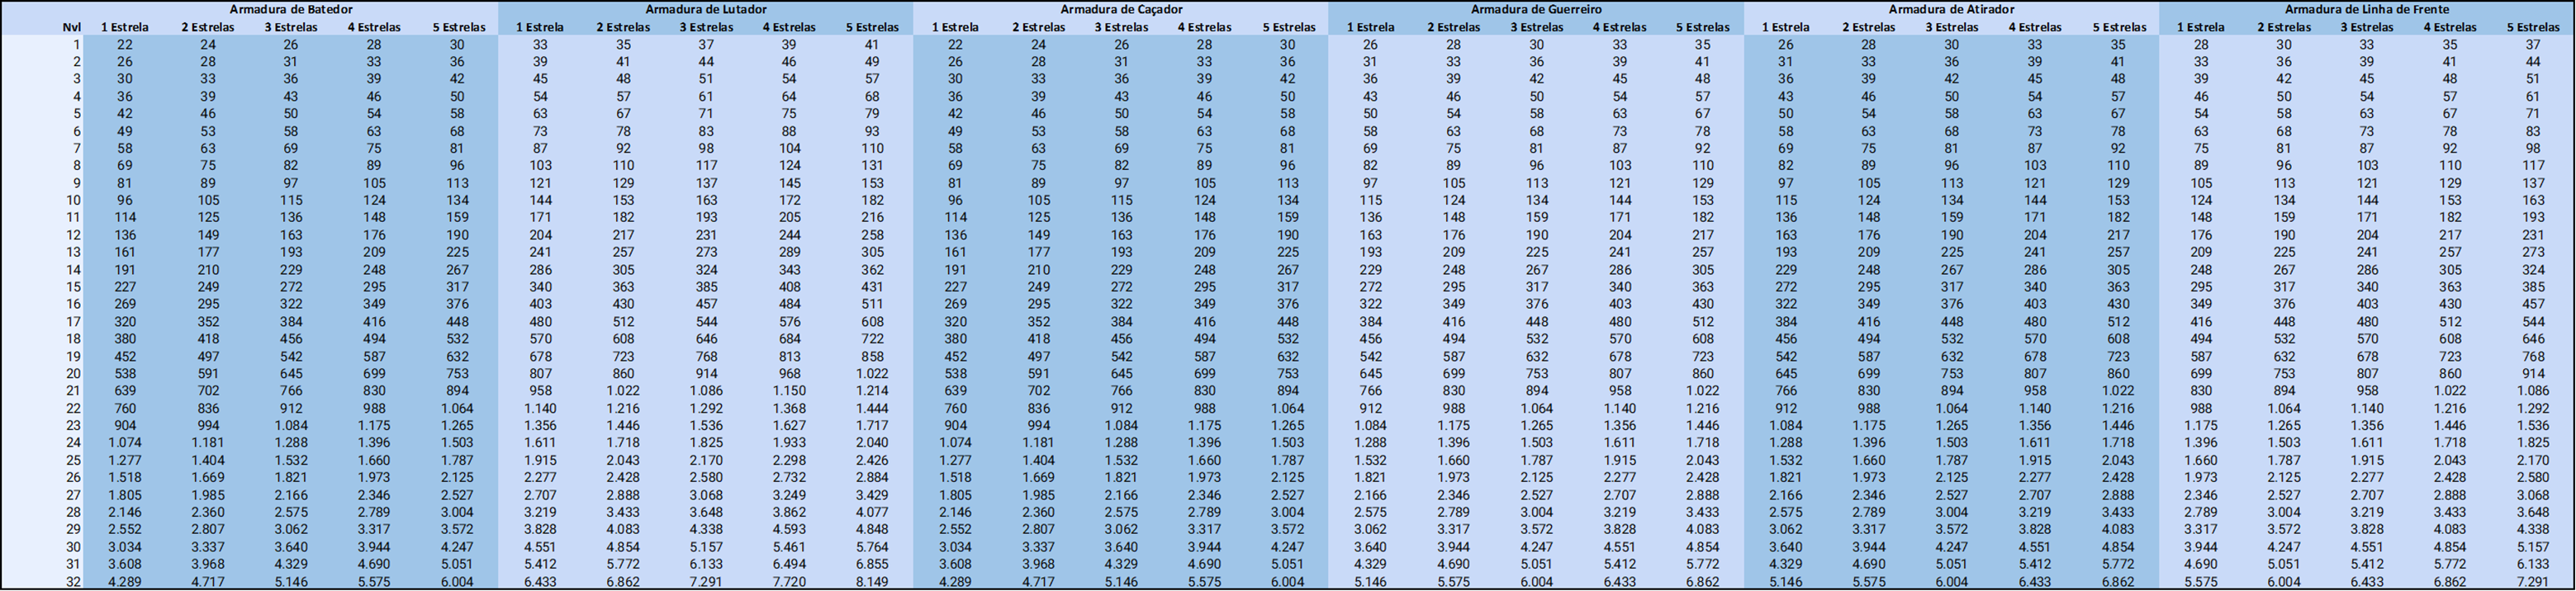 Armadura de Batedor Armadura de Lutador Armadura de Caçador Armadura de Guerreiro Armadura de Atirador Armadura de Linha de Frente
Nvl 1 Estrela 2 Estrelas 3 Estrelas 4 Estrelas 5 Estrelas 1 Estrela 2 Estrelas 3 Estrelas 4 Estrelas 5 Estrelas 1 Estrela 2 Estrelas 3 Estrelas 4 Estrelas 5 Estrelas 1 Estrela 2 Estrelas 3 Estrelas 4 Estrelas 5 Estrelas 1 Estrela 2 Estrelas 3 Estrelas 4 Estrelas 5 Estrelas 1 Estrela 2 Estrelas 3 Estrelas 4 Estrelas 5 Estrelas
1 22 24 26 28 30 33 35 37 39 41 22 24 26 28 30 26 28 30 33 35 26 28 30 33 35 28 30 33 35 37
2 26 28 31 33 36 39 41 44 46 49 26 28 31 33 36 31 33 36 39 41 31 33 36 39 41 33 36 39 41 44
3 30 33 36 39 42 45 48 51 54 57 30 33 36 39 42 36 39 42 45 48 36 39 42 45 48 39 42 45 48 51
4 36 39 43 46 50 54 57 61 64 68 36 39 43 46 50 43 46 50 54 57 43 46 50 54 57 46 50 54 57 61
5 42 46 50 54 58 63 67 71 75 79 42 46 50 54 58 50 54 58 63 67 50 54 58 63 67 54 58 63 67 71
6 49 53 58 63 68 73 78 83 88 93 49 53 58 63 68 58 63 68 73 78 58 63 68 73 78 63 68 73 78 83
7 58 63 69 75 81 87 92 98 104 110 58 63 69 75 81 69 75 81 87 92 69 75 81 87 92 75 81 87 92 98
8 69 75 82 89 96 103 110 117 124 131 69 75 82 89 96 82 89 96 103 110 82 89 96 103 110 89 96 103 110 117
9 81 89 97 105 113 121 129 137 145 153 81 89 97 105 113 97 105 113 121 129 97 105 113 121 129 105 113 121 129 137
10 96 105 115 124 134 144 153 163 172 182 96 105 115 124 134 115 124 134 144 153 115 124 134 144 153 124 134 144 153 163
11 114 125 136 148 159 171 182 193 205 216 114 125 136 148 159 136 148 159 171 182 136 148 159 171 182 148 159 171 182 193
12 136 149 163 176 190 204 217 231 244 258 136 149 163 176 190 163 176 190 204 217 163 176 190 204 217 176 190 204 217 231
13 161 177 193 209 225 241 257 273 289 305 161 177 193 209 225 193 209 225 241 257 193 209 225 241 257 209 225 241 257 273
14 191 210 229 248 267 286 305 324 343 362 191 210 229 248 267 229 248 267 286 305 229 248 267 286 305 248 267 286 305 324
15 227 249 272 295 317 340 363 385 408 431 227 249 272 295 317 272 295 317 340 363 272 295 317 340 363 295 317 340 363 385
16 269 295 322 349 376 403 430 457 484 511 269 295 322 349 376 322 349 376 403 430 322 349 376 403 430 349 376 403 430 457
17 320 352 384 416 448 480 512 544 576 608 320 352 384 416 448 384 416 448 480 512 384 416 448 480 512 416 448 480 512 544
18 380 418 456 494 532 570 608 646 684 722 380 418 456 494 532 456 494 532 570 608 456 494 532 570 608 494 532 570 608 646
19 452 497 542 587 632 678 723 768 813 858 452 497 542 587 632 542 587 632 678 723 542 587 632 678 723 587 632 678 723 768
20 538 591 645 699 753 807 860 914 968 1.022 538 591 645 699 753 645 699 753 807 860 645 699 753 807 860 699 753 807 860 914
21 639 702 766 830 894 958 1.022 1.086 1.150 1.214 639 702 766 830 894 766 830 894 958 1.022 766 830 894 958 1.022 830 894 958 1.022 1.086
22 760 836 912 988 1.064 1.140 1.216 1.292 1.368 1.444 760 836 912 988 1.064 912 988 1.064 1.140 1.216 912 988 1.064 1.140 1.216 988 1.064 1.140 1.216 1.292
23 904 994 1.084 1.175 1.265 1.356 1.446 1.536 1.627 1.717 904 994 1.084 1.175 1.265 1.084 1.175 1.265 1.356 1.446 1.084 1.175 1.265 1.356 1.446 1.175 1.265 1.356 1.446 1.536
24 1.074 1.181 1.288 1.396 1.503 1.611 1.718 1.825 1.933 2.040 1.074 1.181 1.288 1.396 1.503 1.288 1.396 1.503 1.611 1.718 1.288 1.396 1.503 1.611 1.718 1.396 1.503 1.611 1.718 1.825
25 1.277 1.404 1.532 1.660 1.787 1.915 2.043 2.170 2.298 2.426 1.277 1.404 1.532 1.660 1.787 1.532 1.660 1.787 1.915 2.043 1.532 1.660 1.787 1.915 2.043 1.660 1.787 1.915 2.043 2.170
26 1.518 1.669 1.821 1.973 2.125 2.277 2.428 2.580 2.732 2.884 1.518 1.669 1.821 1.973 2.125 1.821 1.973 2.125 2.277 2.428 1.821 1.973 2.125 2.277 2.428 1.973 2.125 2.277 2.428 2.580
27 1.805 1.985 2.166 2.346 2.527 2.707 2.888 3.068 3.249 3.429 1.805 1.985 2.166 2.346 2.527 2.166 2.346 2.527 2.707 2.888 2.166 2.346 2.527 2.707 2.888 2.346 2.527 2.707 2.888 3.068
28 2.146 2.360 2.575 2.789 3.004 3.219 3.433 3.648 3.862 4.077 2.146 2.360 2.575 2.789 3.004 2.575 2.789 3.004 3.219 3.433 2.575 2.789 3.004 3.219 3.433 2.789 3.004 3.219 3.433 3.648
29 2.552 2.807 3.062 3.317 3.572 3.828 4.083 4.338 4.593 4.848 2.552 2.807 3.062 3.317 3.572 3.062 3.317 3.572 3.828 4.083 3.062 3.317 3.572 3.828 4.083 3.317 3.572 3.828 4.083 4.338
30 3.034 3.337 3.640 3.944 4.247 4.551 4.854 5.157 5.461 5.764 3.034 3.337 3.640 3.944 4.247 3.640 3.944 4.247 4.551 4.854 3.640 3.944 4.247 4.551 4.854 3.944 4.247 4.551 4.854 5.157
31 3.608 3.968 4.329 4.690 5.051 5.412 5.772 6.133 6.494 6.855 3.608 3.968 4.329 4.690 5.051 4.329 4.690 5.051 5.412 5.772 4.329 4.690 5.051 5.412 5.772 4.690 5.051 5.412 5.772 6.133
32 4.289 4.717 5.146 5.575 6.004 6.433 6.862 7.291 7.720 8.149 4.289 4.717 5.146 5.575 6.004 5.146 5.575 6.004 6.433 6.862 5.146 5.575 6.004 6.433 6.862 5.575 6.004 6.433 6.862 7.291